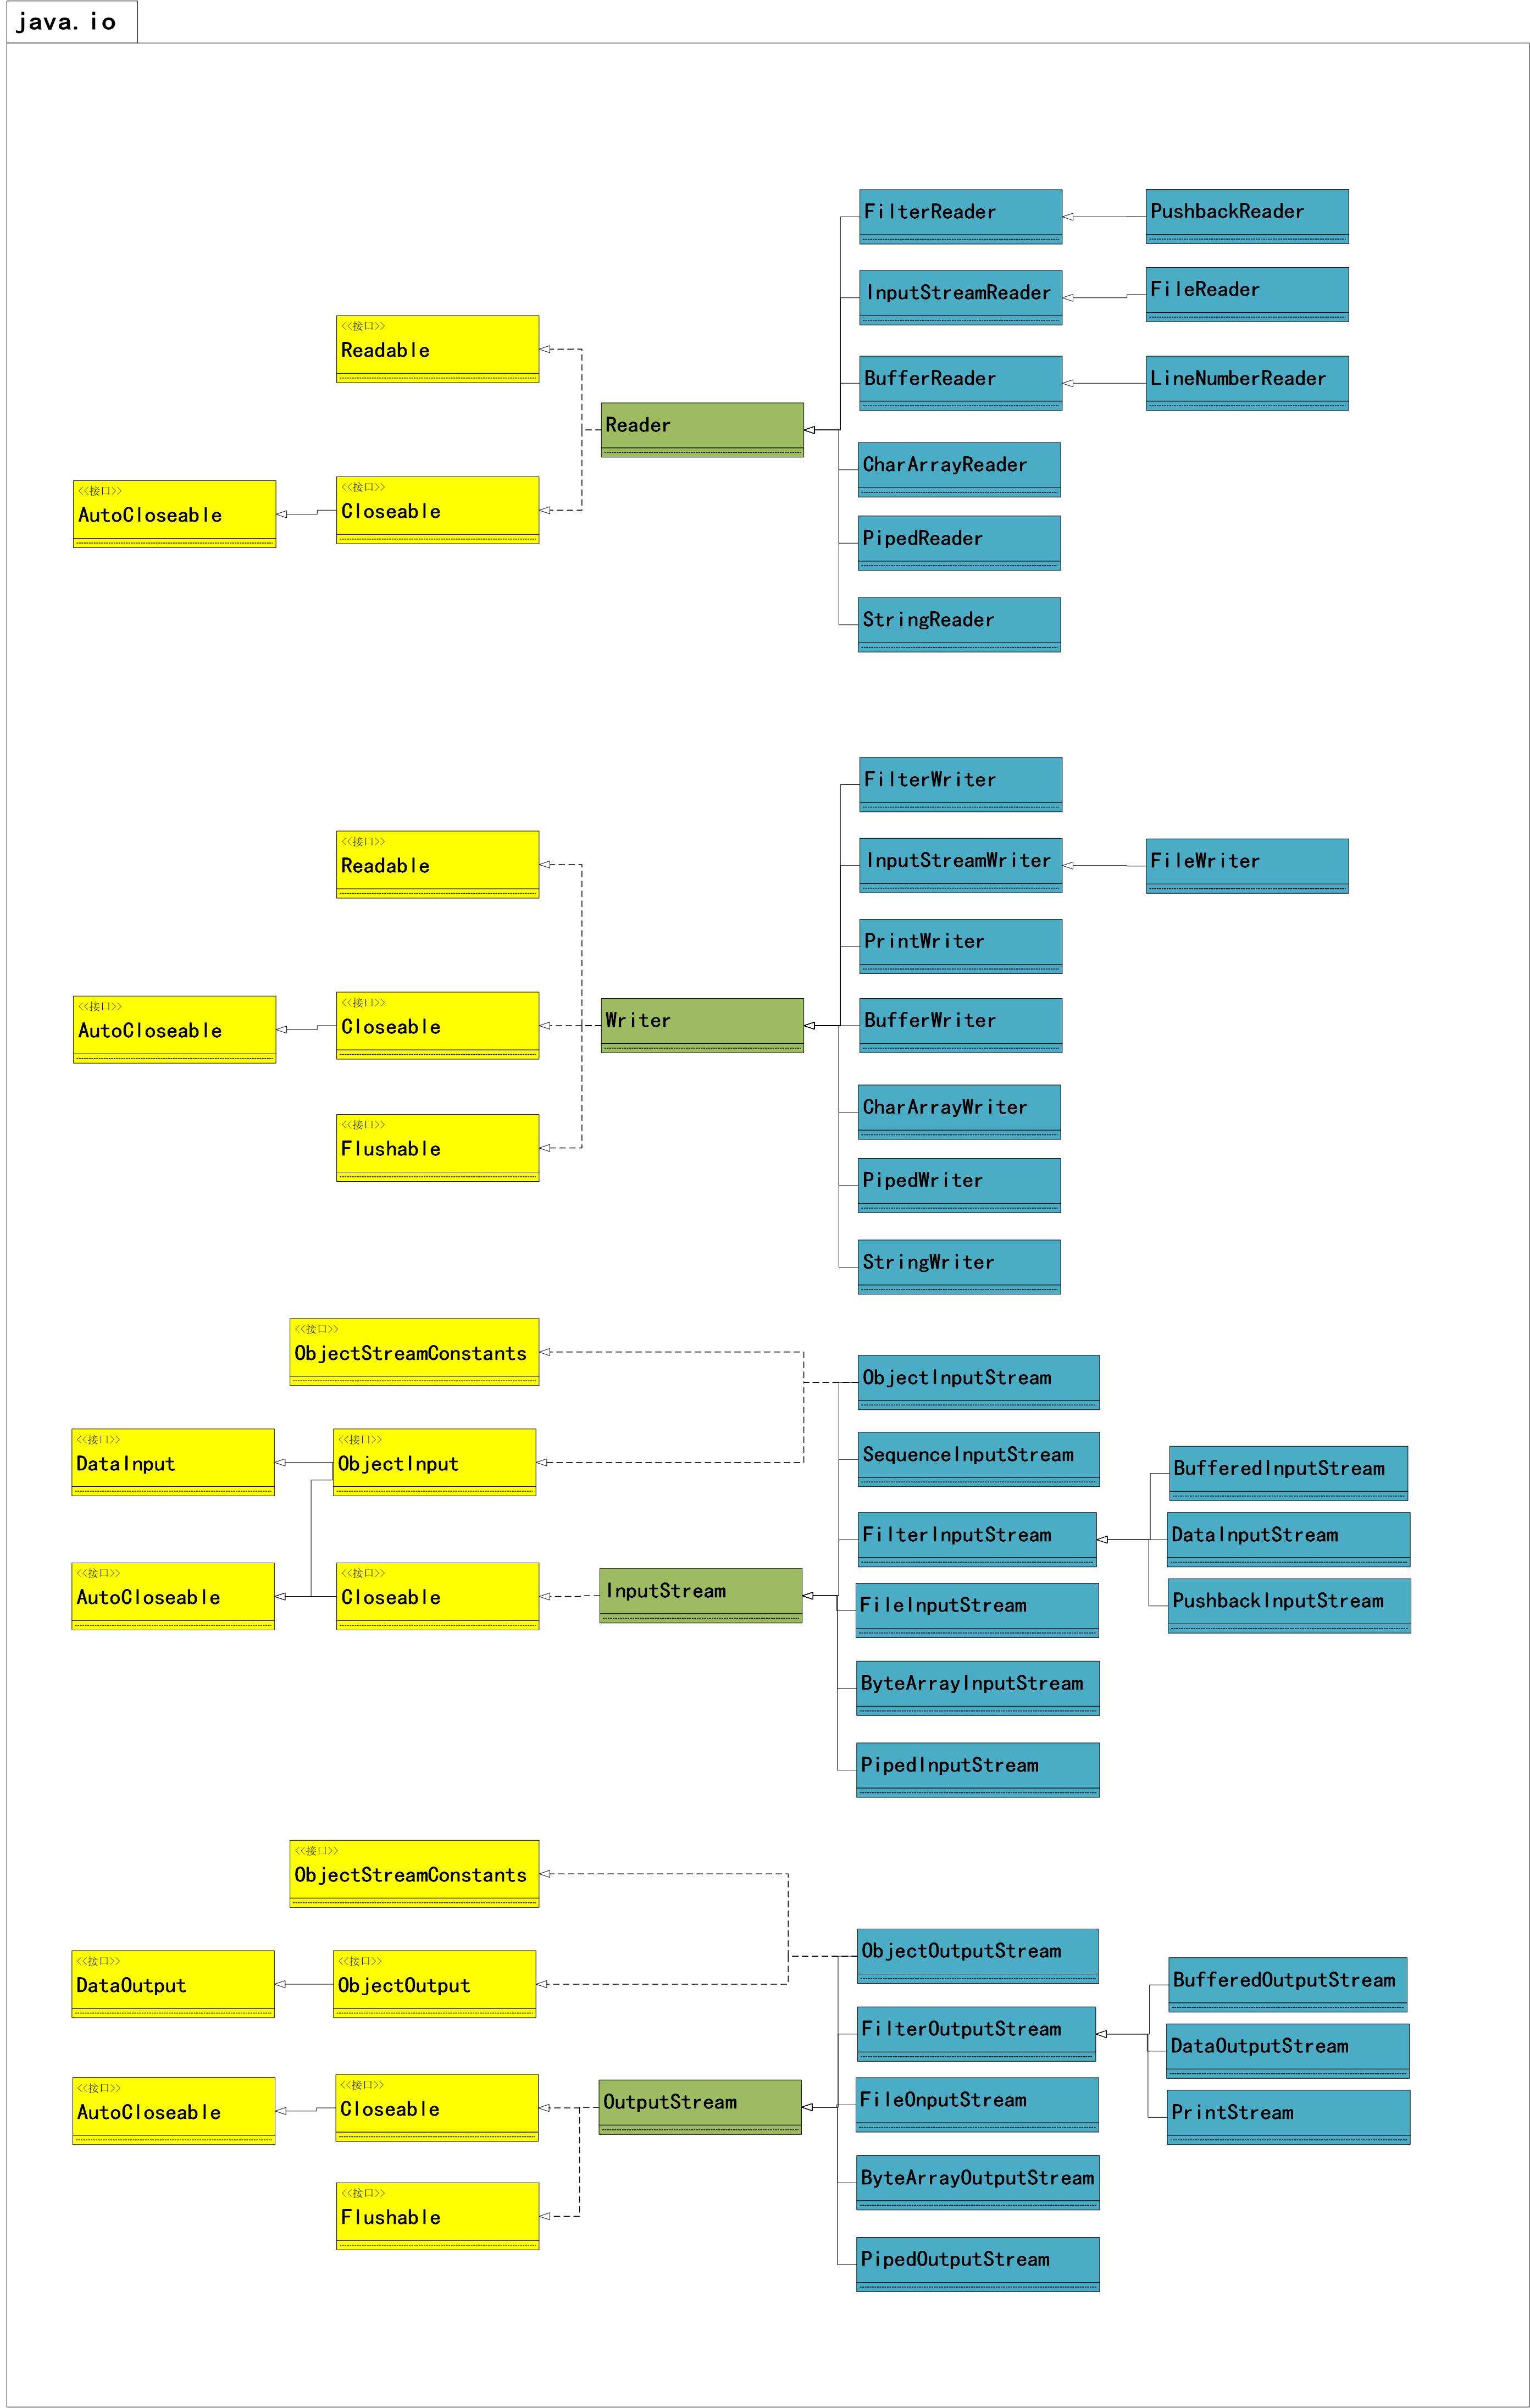 java.io
FilterReader
PushbackReader
InputStreamReader
FileReader
<<接口>>
Readable
BufferReader
LineNumberReader
Reader
CharArrayReader
<<接口>>
Closeable
<<接口>>
AutoCloseable
PipedReader
StringReader
FilterWriter
<<接口>>
Readable
InputStreamWriter
FileWriter
PrintWriter
<<接口>>
AutoCloseable
<<接口>>
Closeable
Writer
BufferWriter
CharArrayWriter
<<接口>>
Flushable
PipedWriter
StringWriter
<<接口>>
ObjectStreamConstants
ObjectInputStream
<<接口>>
DataInput
<<接口>>
ObjectInput
SequenceInputStream
BufferedInputStream
FilterInputStream
DataInputStream
<<接口>>
AutoCloseable
<<接口>>
Closeable
InputStream
FileInputStream
PushbackInputStream
ByteArrayInputStream
PipedInputStream
<<接口>>
ObjectStreamConstants
ObjectOutputStream
<<接口>>
DataOutput
<<接口>>
ObjectOutput
BufferedOutputStream
FilterOutputStream
DataOutputStream
<<接口>>
AutoCloseable
<<接口>>
Closeable
OutputStream
FileOnputStream
PrintStream
ByteArrayOutputStream
<<接口>>
Flushable
PipedOutputStream